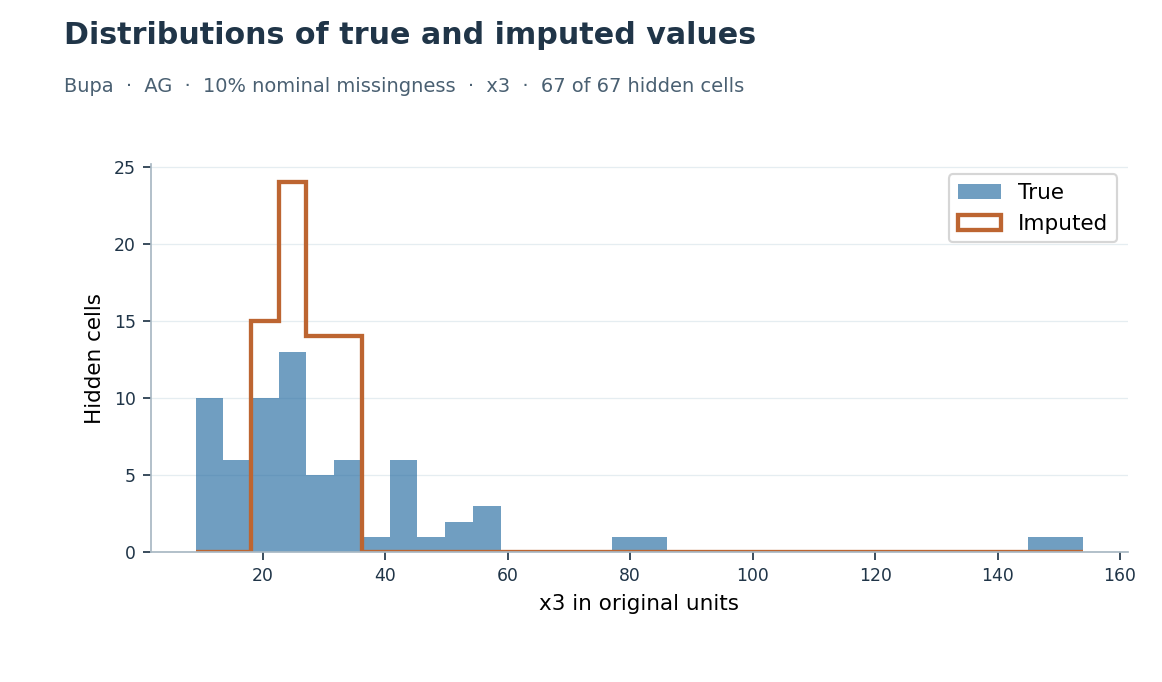 Distributions of true and imputed values
Bupa · AG · 10% nominal missingness · x3 · 67 of 67 hidden cells
25
20
15
10
5
0
Hidden cells
True
Imputed
20 40 60 80 100 120 140 160
x3 in original units